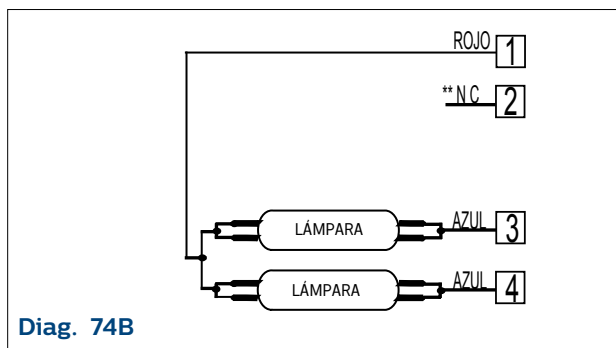 ROJO 1
** N C 2
LÁMPARA AZUL 3
LÁMPARA AZUL 4
Diag. 74B